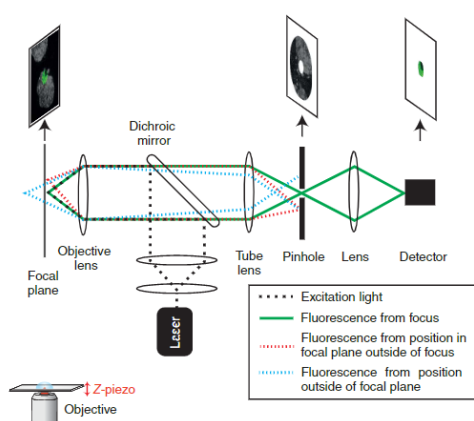 Dichroic
mirror
Objective
lens
Focal
plane
Tube
lens
Pinhole
Lens
Detector
Laser
Excitation light
Fluorescence from focus
Fluorescence from position in
focal plane outside of focus
Fluorescence from position
outside of focal plane
Z-piezo
Objective